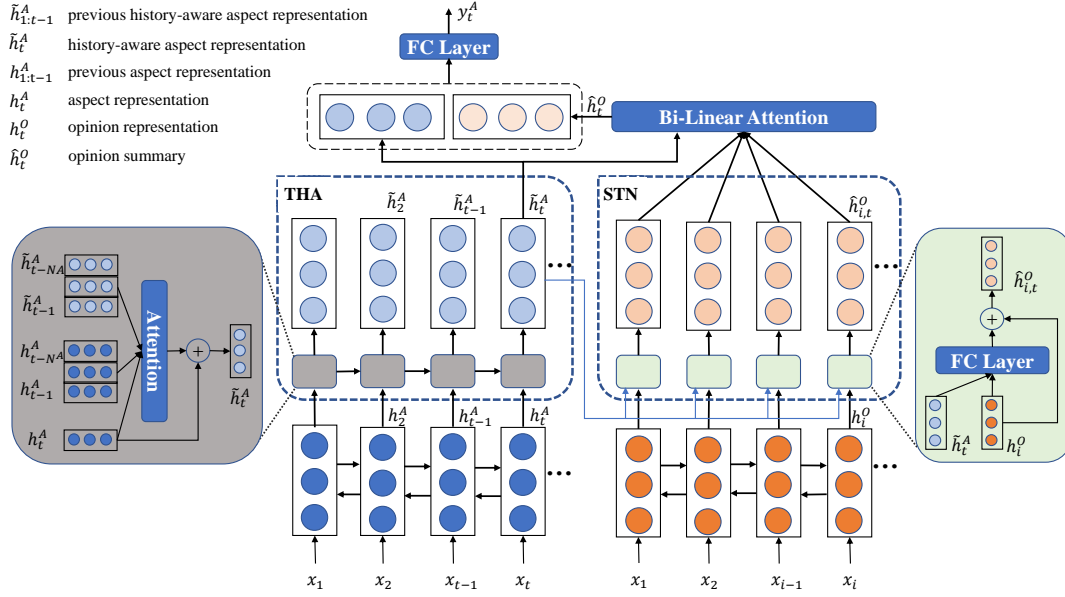 h̃^A_{1:t−1} previous history-aware aspect representation
h̃^A_t history-aware aspect representation
h^A_{1:t−1} previous aspect representation
h^A_t aspect representation
h^O_t opinion representation
ĥ^O_t opinion summary
y^A_t
FC Layer
ĥ^O_t
Bi-Linear Attention
THA
h̃^A_2
h̃^A_{t−1}
h̃^A_t
...
STN
ĥ^O_{i,t}
...
h̃^A_{t−NA}
h̃^A_{t−1}
h^A_{t−NA}
h^A_{t−1}
h^A_t
Attention
+
h̃^A_t
ĥ^O_{i,t}
+
FC Layer
h̃^A_t
h^O_i
h^A_2
h^A_{t−1}
h^A_t
...
h^O_i
...
x_1
x_2
x_{t−1}
x_t
x_1
x_2
x_{i−1}
x_i